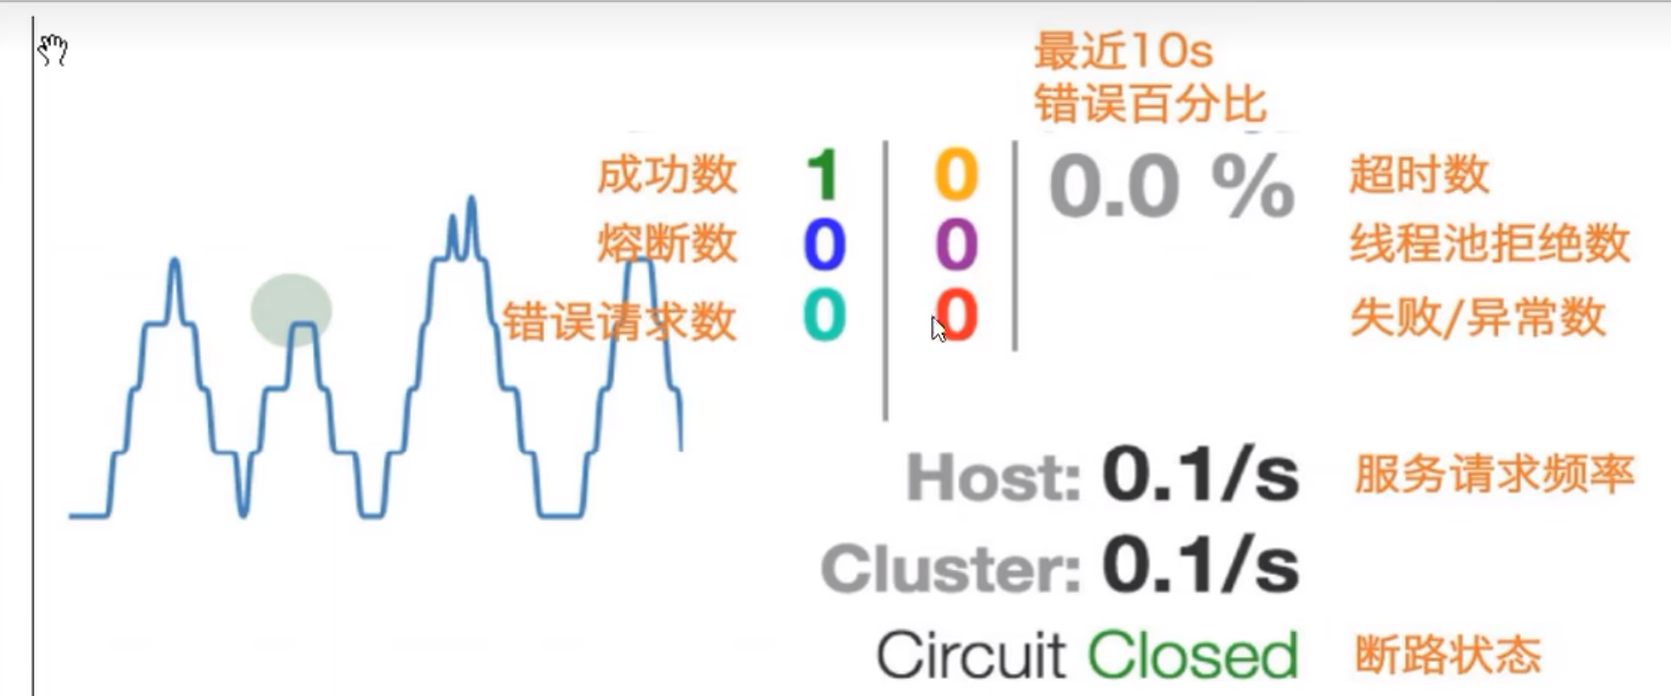 最近10s
错误百分比
成功数 1 0 0.0 % 超时数
熔断数 0 0 线程池拒绝数
错误请求数 0 0 失败/异常数
Host: 0.1/s 服务请求频率
Cluster: 0.1/s
Circuit Closed 断路状态